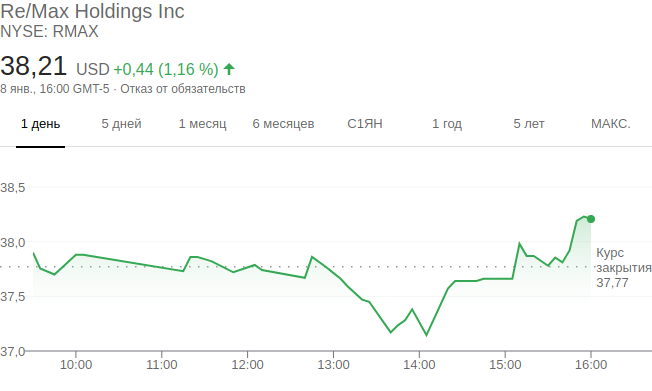 Re/Max Holdings Inc
NYSE: RMAX
38,21 USD +0,44 (1,16 %)
8 янв., 16:00 GMT-5 · Отказ от обязательств
1 день 5 дней 1 месяц 6 месяцев С1ЯН 1 год 5 лет МАКС.
38,5
38,0
Курс
закрытия
37,77
37,5
37,0
10:00 11:00 12:00 13:00 14:00 15:00 16:00